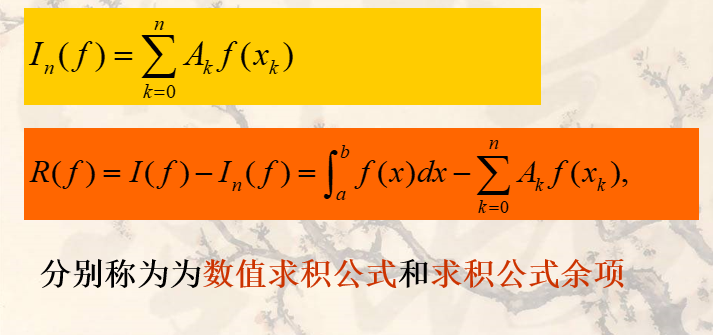 I_n(f) = \sum_{k=0}^{n} A_k f(x_k)
R(f) = I(f) − I_n(f) = \int_a^b f(x)dx − \sum_{k=0}^{n} A_k f(x_k),
分别称为为数值求积公式和求积公式余项